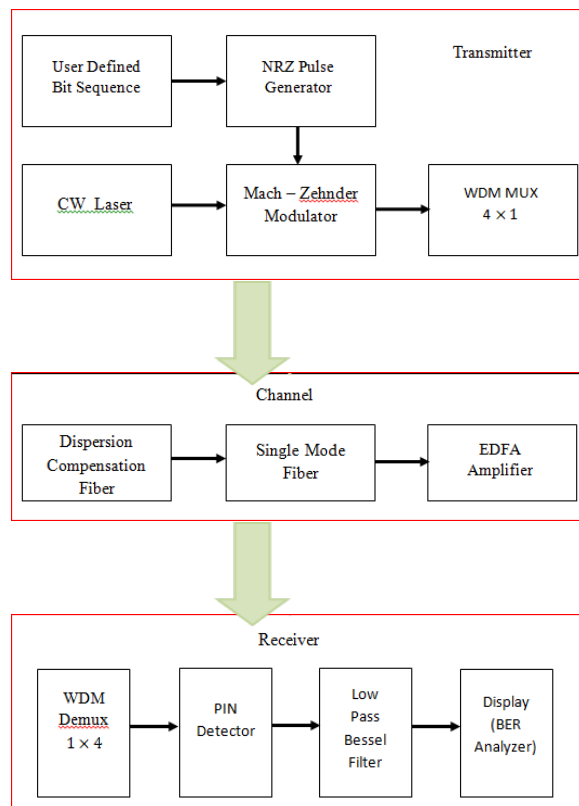 Transmitter
User Defined
Bit Sequence
NRZ Pulse
Generator
CW Laser
Mach – Zehnder
Modulator
WDM MUX
4 × 1
Channel
Dispersion
Compensation
Fiber
Single Mode
Fiber
EDFA
Amplifier
Receiver
WDM
Demux
1 × 4
PIN
Detector
Low
Pass
Bessel
Filter
Display
(BER
Analyzer)